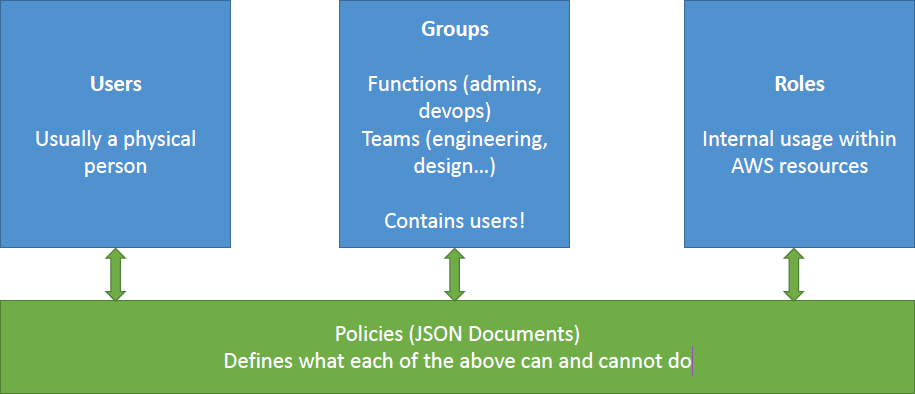 Users
Usually a physical
person
Groups
Functions (admins,
devops)
Teams (engineering,
design...)
Contains users!
Roles
Internal usage within
AWS resources
Policies (JSON Documents)
Defines what each of the above can and cannot do